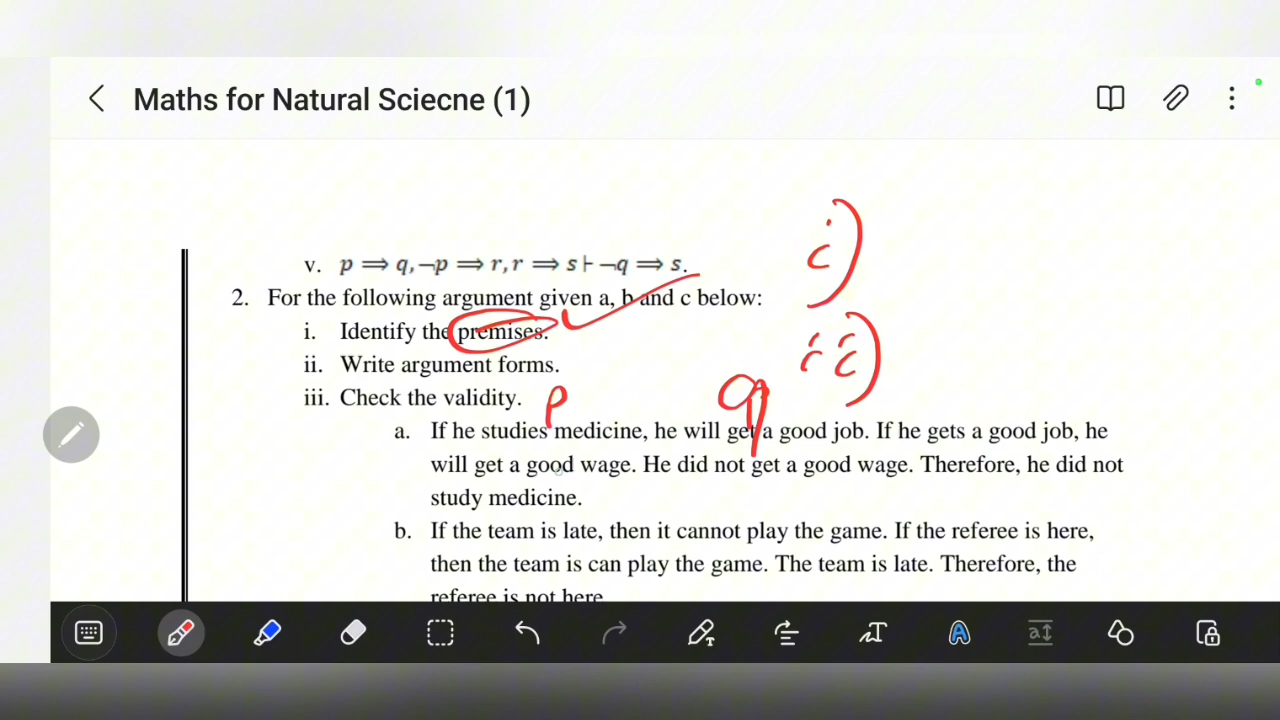 Maths for Natural Sciecne (1)
v. p ⟹ q, ¬p ⟹ r, r ⟹ s ⊢ ¬q ⟹ s.
2. For the following argument given a, b and c below:
i. Identify the premises.
ii. Write argument forms.
iii. Check the validity.
i)
ii)
p q
a. If he studies medicine, he will get a good job. If he gets a good job, he
will get a good wage. He did not get a good wage. Therefore, he did not
study medicine.
b. If the team is late, then it cannot play the game. If the referee is here,
then the team is can play the game. The team is late. Therefore, the
referee is not here